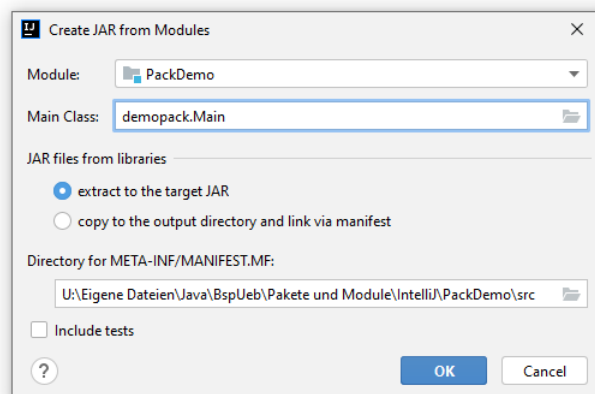 IJ Create JAR from Modules
Module: PackDemo
Main Class: demopack.Main
JAR files from libraries
extract to the target JAR
copy to the output directory and link via manifest
Directory for META-INF/MANIFEST.MF:
U:\Eigene Dateien\Java\BspUeb\Pakete und Module\IntelliJ\PackDemo\src
Include tests
? OK Cancel